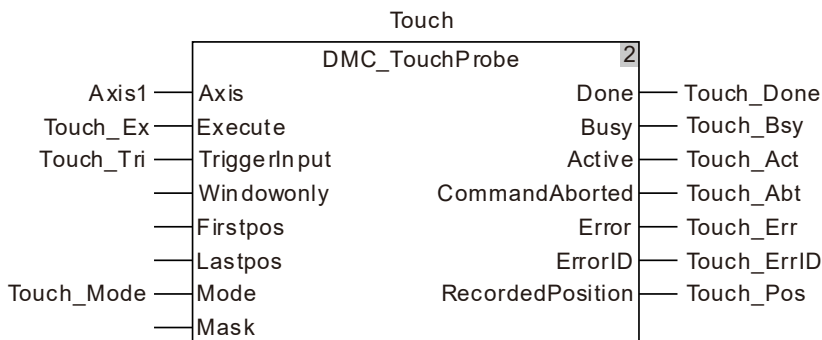 Touch
DMC_TouchProbe 2
Axis1 Axis Done Touch_Done
Touch_Ex Execute Busy Touch_Bsy
Touch_Tri TriggerInput Active Touch_Act
Windowonly CommandAborted Touch_Abt
Firstpos Error Touch_Err
Lastpos ErrorID Touch_ErrID
Touch_Mode Mode RecordedPosition Touch_Pos
Mask